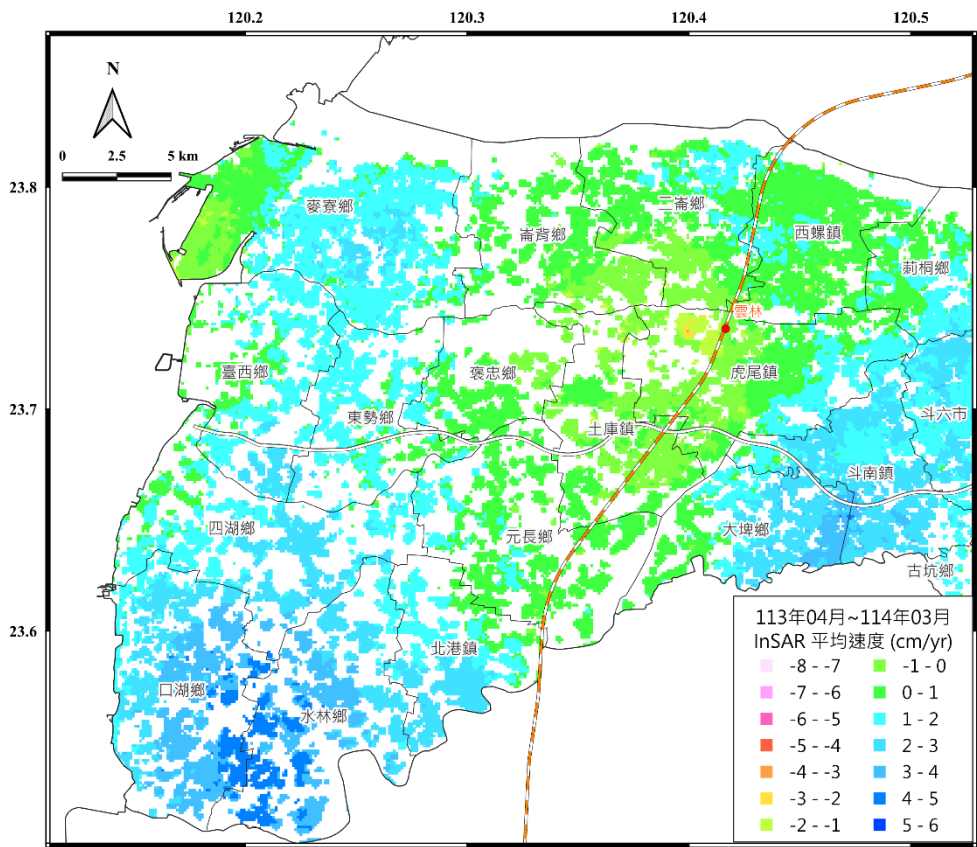 120.2 120.3 120.4 120.5
N
0 2.5 5 km
23.8
23.7
23.6
麥寮鄉
崙背鄉
二崙鄉
西螺鎮
莿桐鄉
雲林
臺西鄉
東勢鄉
褒忠鄉
土庫鎮
虎尾鎮
斗六市
斗南鎮
四湖鄉
元長鄉
大埤鄉
古坑鄉
北港鎮
口湖鄉
水林鄉
113年04月~114年03月
InSAR 平均速度 (cm/yr)
-8 - -7 -1 - 0
-7 - -6 0 - 1
-6 - -5 1 - 2
-5 - -4 2 - 3
-4 - -3 3 - 4
-3 - -2 4 - 5
-2 - -1 5 - 6